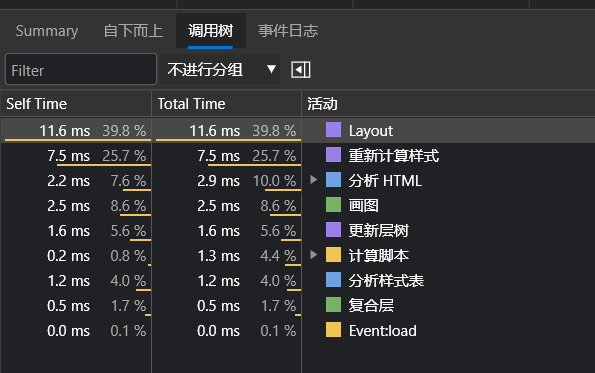 Summary 自下而上 调用树 事件日志
Filter 不进行分组
Self Time Total Time 活动
11.6 ms 39.8 % 11.6 ms 39.8 % Layout
7.5 ms 25.7 % 7.5 ms 25.7 % 重新计算样式
2.2 ms 7.6 % 2.9 ms 10.0 % 分析 HTML
2.5 ms 8.6 % 2.5 ms 8.6 % 画图
1.6 ms 5.6 % 1.6 ms 5.6 % 更新层树
0.2 ms 0.8 % 1.3 ms 4.4 % 计算脚本
1.2 ms 4.0 % 1.2 ms 4.0 % 分析样式表
0.5 ms 1.7 % 0.5 ms 1.7 % 复合层
0.0 ms 0.1 % 0.0 ms 0.1 % Event:load